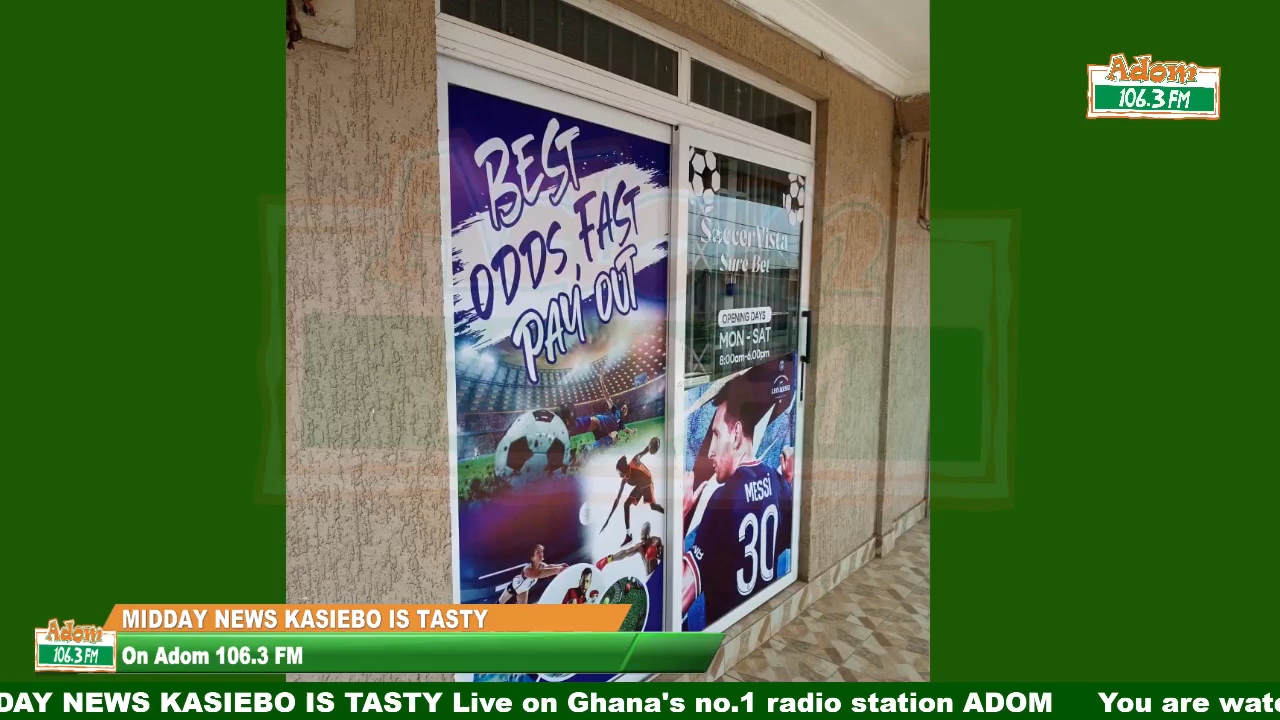 Adom
106.3 FM
BEST
ODDS, FAST
PAY OUT
SoccerVista
Sure Bet
OPENING DAYS
MON - SAT
8:00am-6.00pm
MESSI
30
MIDDAY NEWS KASIEBO IS TASTY
Adom
106.3 FM
On Adom 106.3 FM
DAY NEWS KASIEBO IS TASTY Live on Ghana's no.1 radio station ADOM You are wat